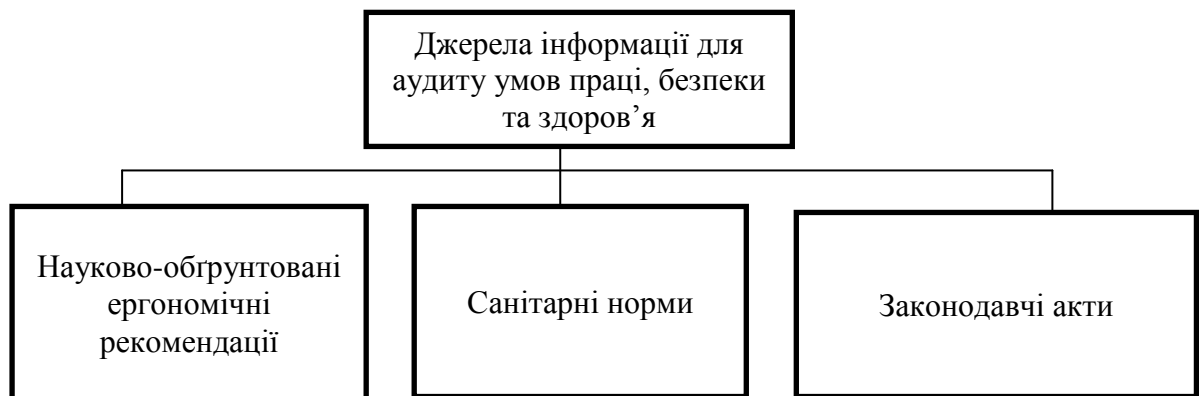 Джерела інформації для
аудиту умов праці, безпеки
та здоров’я
Науково-обґрунтовані
ергономічні
рекомендації
Санітарні норми
Законодавчі акти